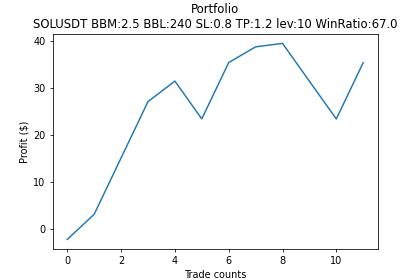 Portfolio
SOLUSDT BBM:2.5 BBL:240 SL:0.8 TP:1.2 lev:10 WinRatio:67.0
40
30
20
10
0
Profit ($)
0 2 4 6 8 10
Trade counts